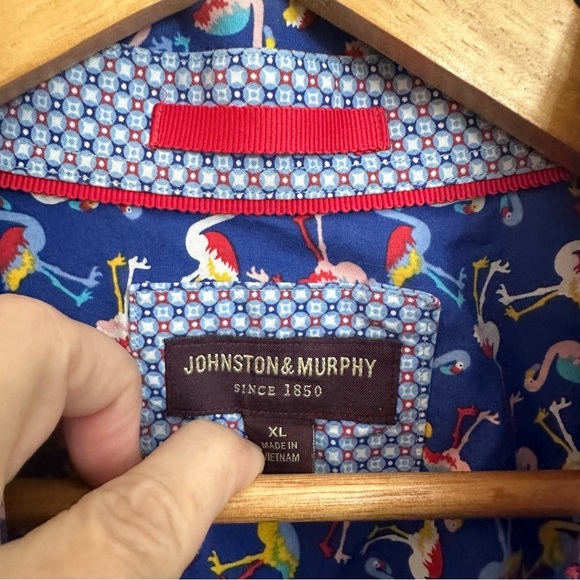 JOHNSTON&MURPHY
SINCE 1850
XL
MADE IN
VIETNAM